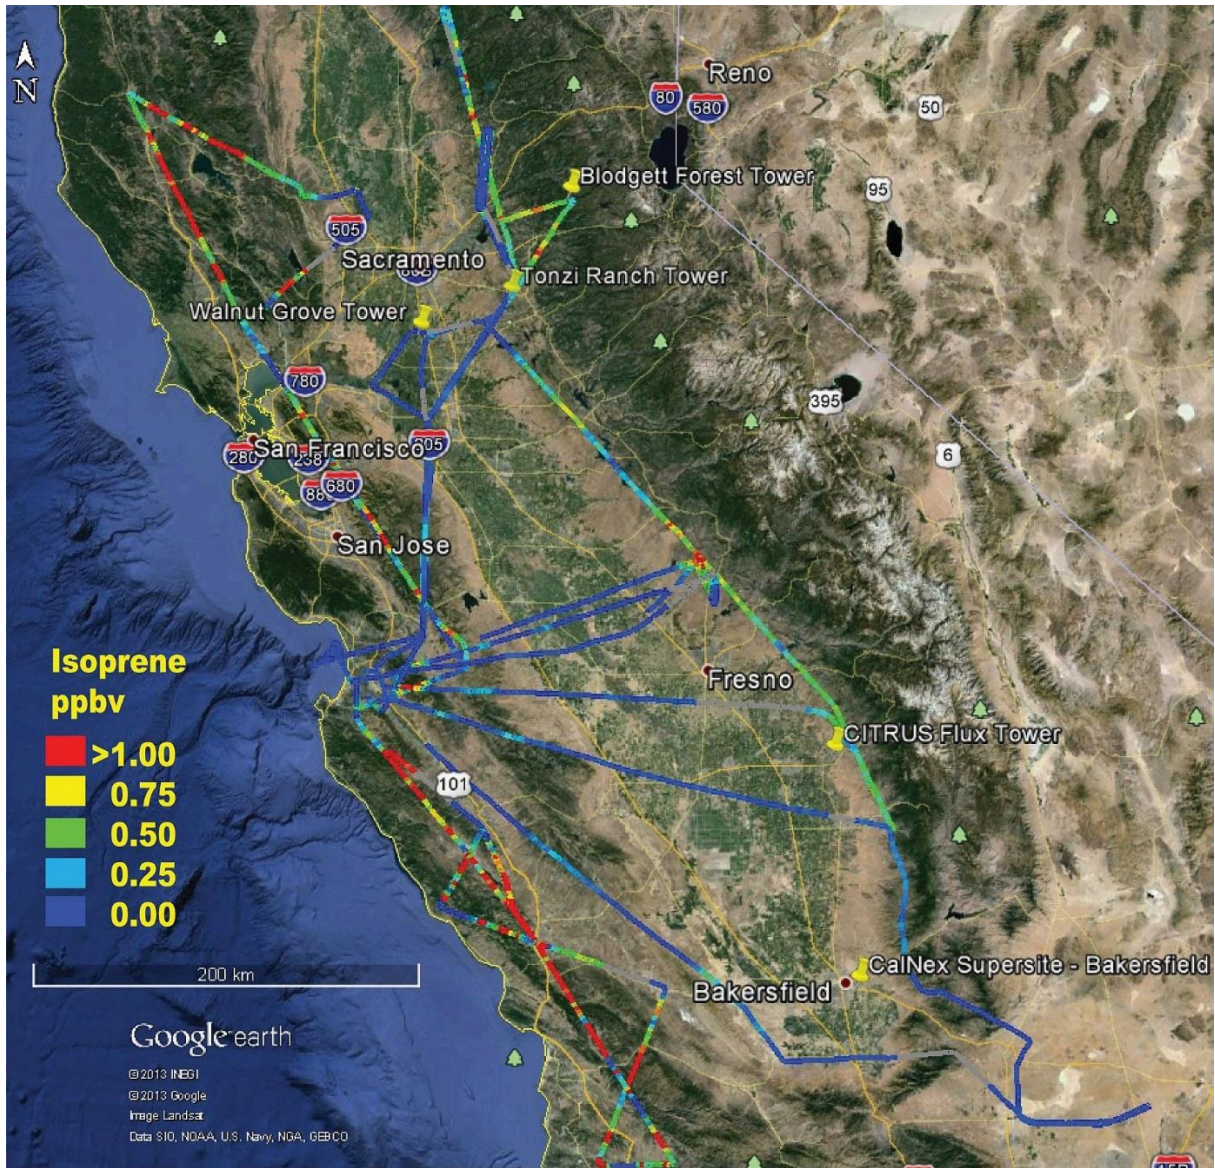 N
Reno
80
580
50
95
Blodgett Forest Tower
505
Sacramento
Tonzi Ranch Tower
Walnut Grove Tower
780
395
6
San Francisco
280
680
San Jose
Fresno
CITRUS Flux Tower
101
Isoprene
ppbv
>1.00
0.75
0.50
0.25
0.00
200 km
CalNex Supersite - Bakersfield
Bakersfield
Google earth
© 2013 INEGI
© 2013 Google
Image Landsat
Data SIO, NOAA, U.S. Navy, NGA, GEBCO